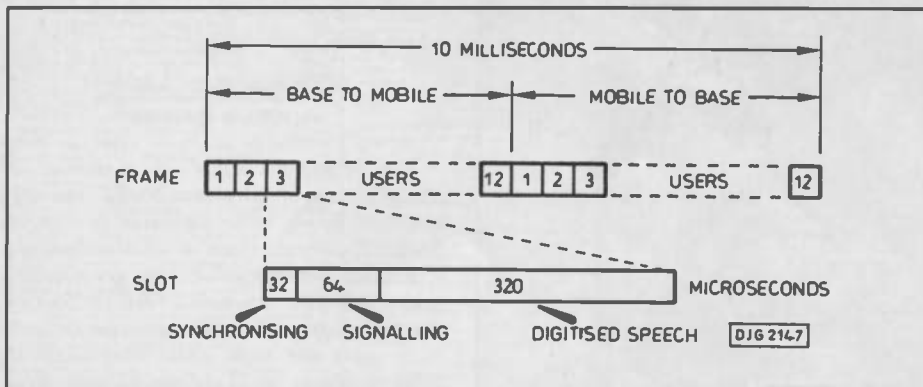 10 MILLISECONDS
BASE TO MOBILE MOBILE TO BASE
FRAME 1 2 3 USERS 12 1 2 3 USERS 12
SLOT 32 64 320 MICROSECONDS
SYNCHRONISING SIGNALLING DIGITISED SPEECH DJG 2147